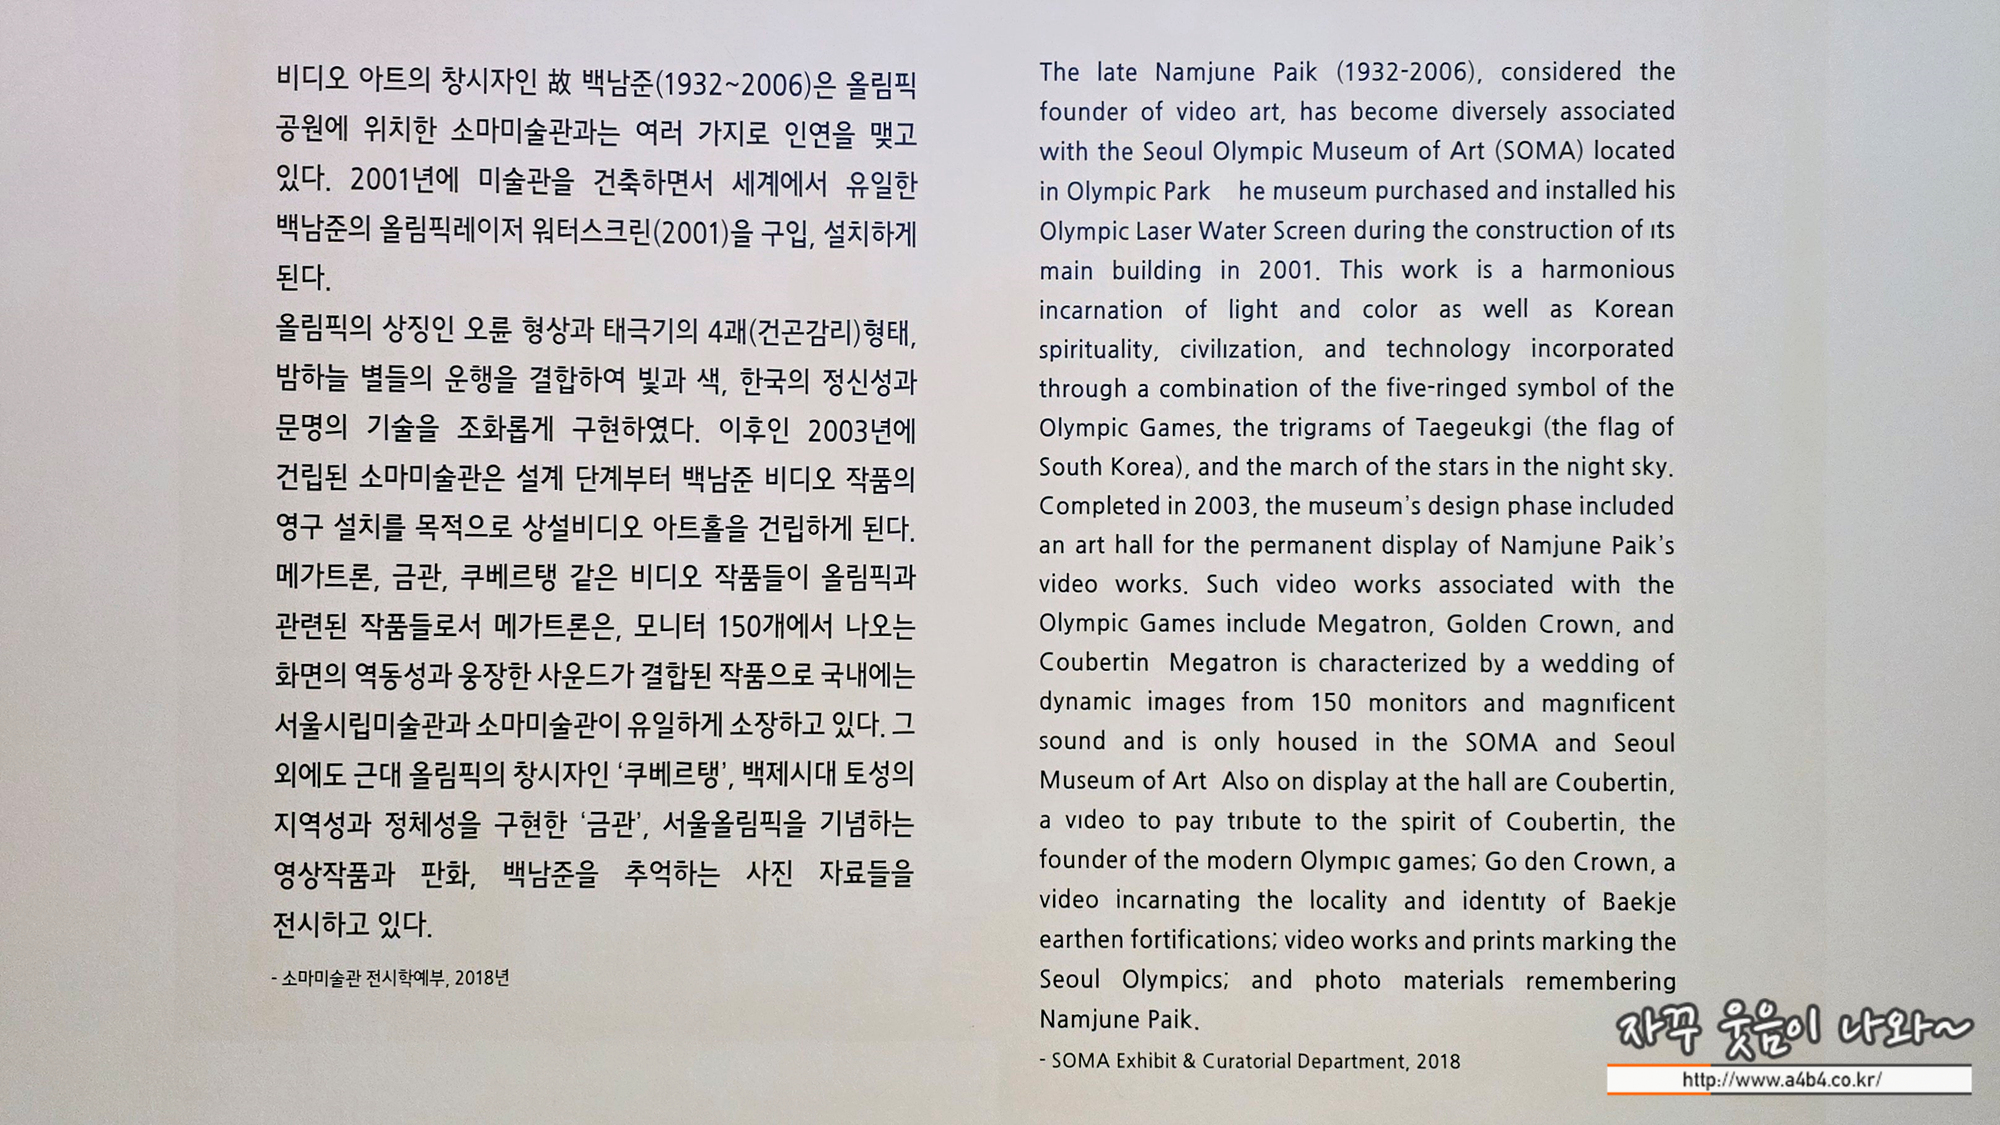 비디오 아트의 창시자인 故 백남준(1932~2006)은 올림픽
공원에 위치한 소마미술관과는 여러 가지로 인연을 맺고
있다. 2001년에 미술관을 건축하면서 세계에서 유일한
백남준의 올림픽레이저 워터스크린(2001)을 구입, 설치하게
된다.
올림픽의 상징인 오륜 형상과 태극기의 4괘(건곤감리)형태,
밤하늘 별들의 운행을 결합하여 빛과 색, 한국의 정신성과
문명의 기술을 조화롭게 구현하였다. 이후인 2003년에
건립된 소마미술관은 설계 단계부터 백남준 비디오 작품의
영구 설치를 목적으로 상설비디오 아트홀을 건립하게 된다.
메가트론, 금관, 쿠베르탱 같은 비디오 작품들이 올림픽과
관련된 작품들로서 메가트론은, 모니터 150개에서 나오는
화면의 역동성과 웅장한 사운드가 결합된 작품으로 국내에는
서울시립미술관과 소마미술관이 유일하게 소장하고 있다. 그
외에도 근대 올림픽의 창시자인 ‘쿠베르탱’, 백제시대 토성의
지역성과 정체성을 구현한 ‘금관’, 서울올림픽을 기념하는
영상작품과 판화, 백남준을 추억하는 사진 자료들을
전시하고 있다.
- 소마미술관 전시학예부, 2018년
The late Namjune Paik (1932-2006), considered the
founder of video art, has become diversely associated
with the Seoul Olympic Museum of Art (SOMA) located
in Olympic Park he museum purchased and installed his
Olympic Laser Water Screen during the construction of its
main building in 2001. This work is a harmonious
incarnation of light and color as well as Korean
spirituality, civilization, and technology incorporated
through a combination of the five-ringed symbol of the
Olympic Games, the trigrams of Taegeukgi (the flag of
South Korea), and the march of the stars in the night sky.
Completed in 2003, the museum’s design phase included
an art hall for the permanent display of Namjune Paik’s
video works. Such video works associated with the
Olympic Games include Megatron, Golden Crown, and
Coubertin Megatron is characterized by a wedding of
dynamic images from 150 monitors and magnificent
sound and is only housed in the SOMA and Seoul
Museum of Art Also on display at the hall are Coubertin,
a video to pay tribute to the spirit of Coubertin, the
founder of the modern Olympic games; Go den Crown, a
video incarnating the locality and identity of Baekje
earthen fortifications; video works and prints marking the
Seoul Olympics; and photo materials remembering
Namjune Paik.
- SOMA Exhibit & Curatorial Department, 2018
자꾸 웃음이 나와~
http://www.a4b4.co.kr/